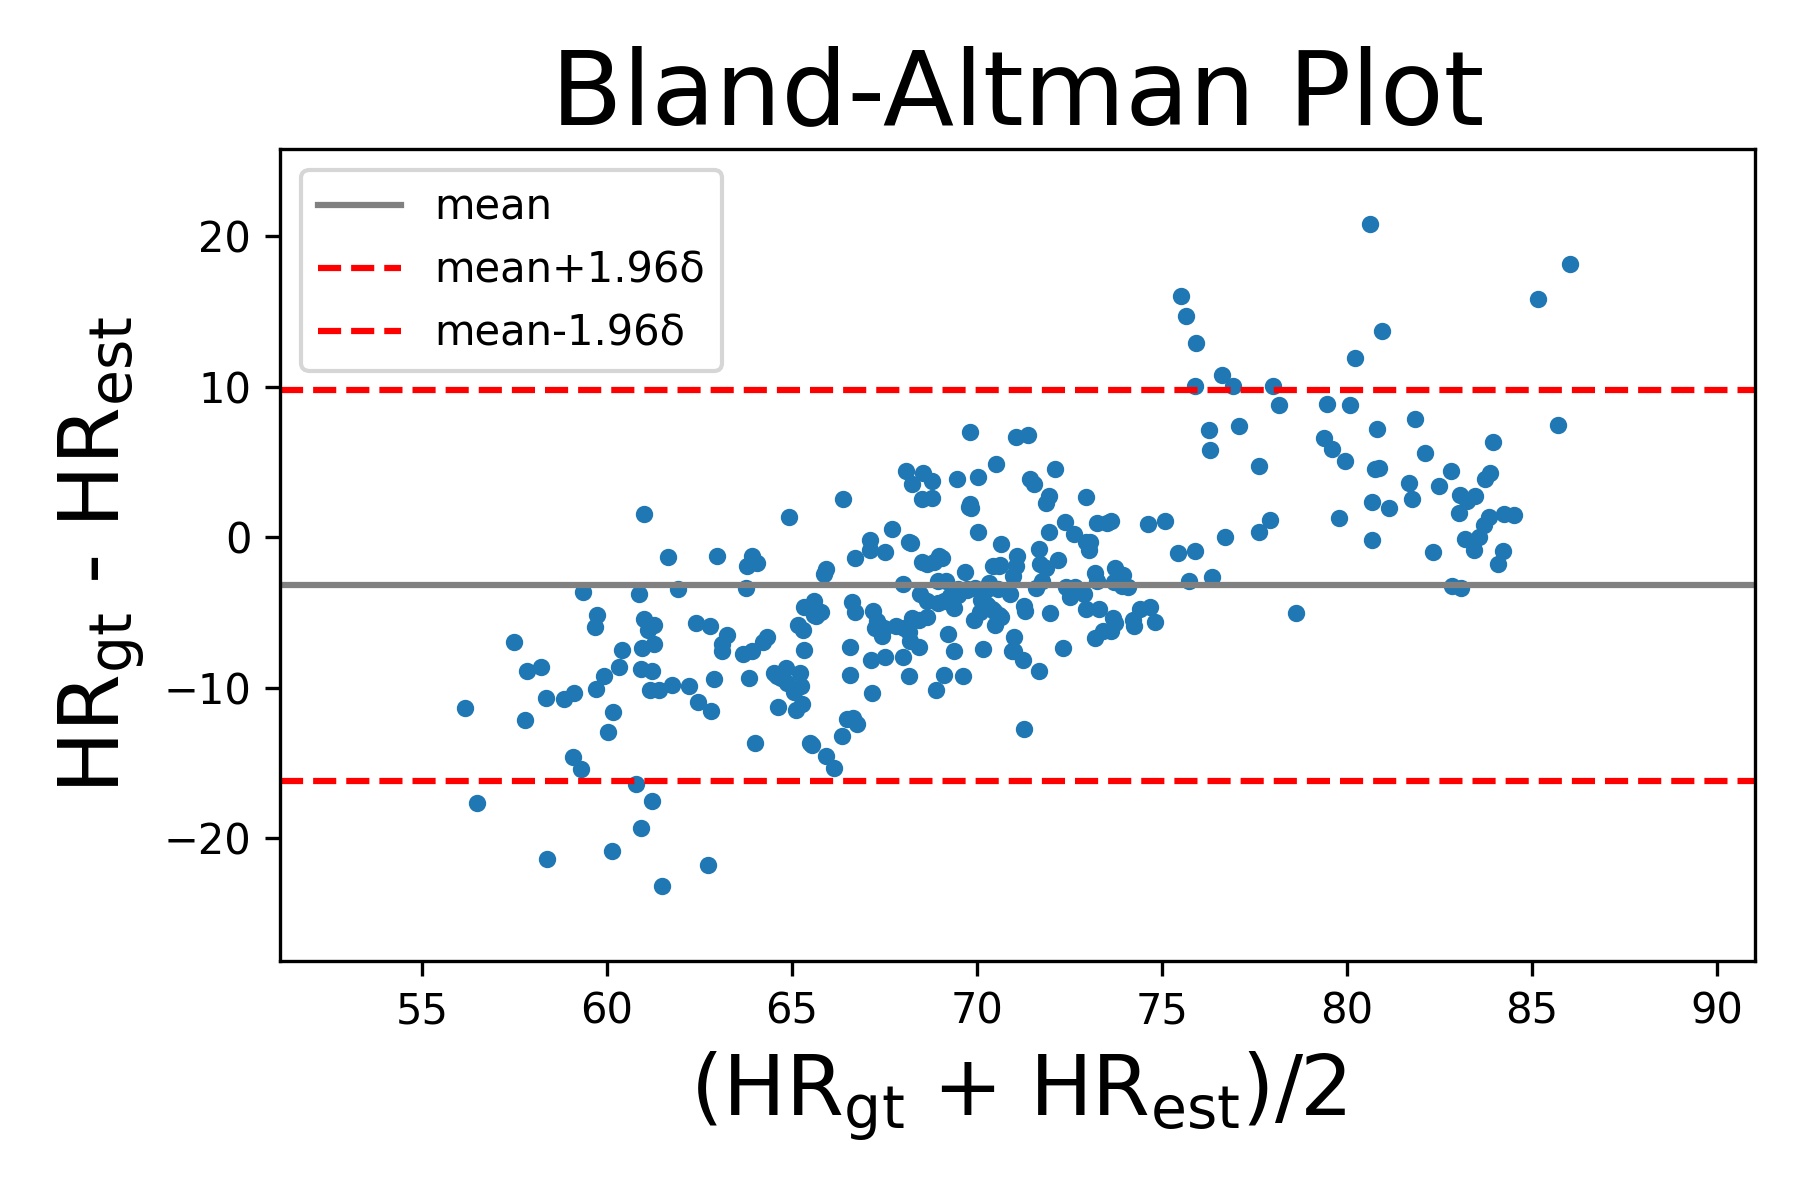 Bland-Altman Plot
mean
mean+1.96δ
mean-1.96δ
HRgt - HRest
20
10
0
−10
−20
55 60 65 70 75 80 85 90
(HRgt + HRest)/2